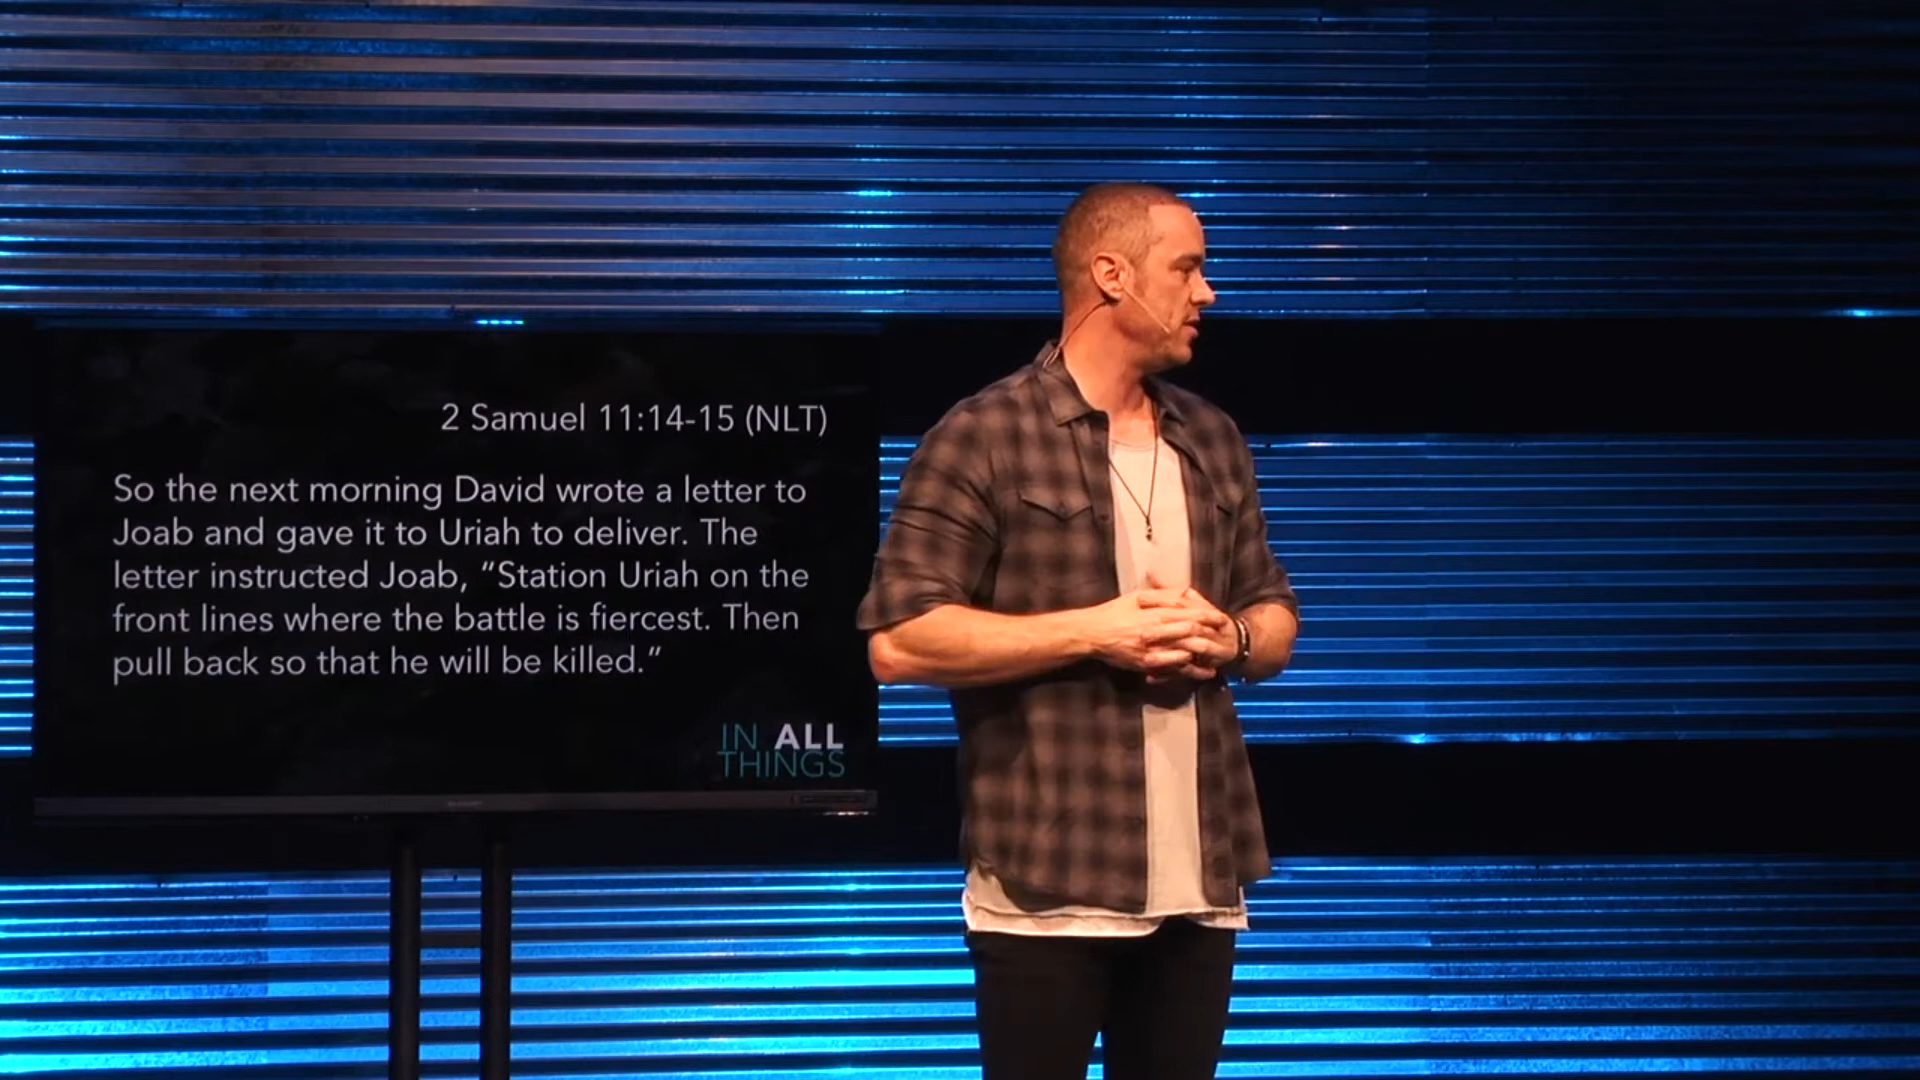 2 Samuel 11:14-15 (NLT)
So the next morning David wrote a letter to
Joab and gave it to Uriah to deliver. The
letter instructed Joab, “Station Uriah on the
front lines where the battle is fiercest. Then
pull back so that he will be killed.”
IN ALL
THINGS